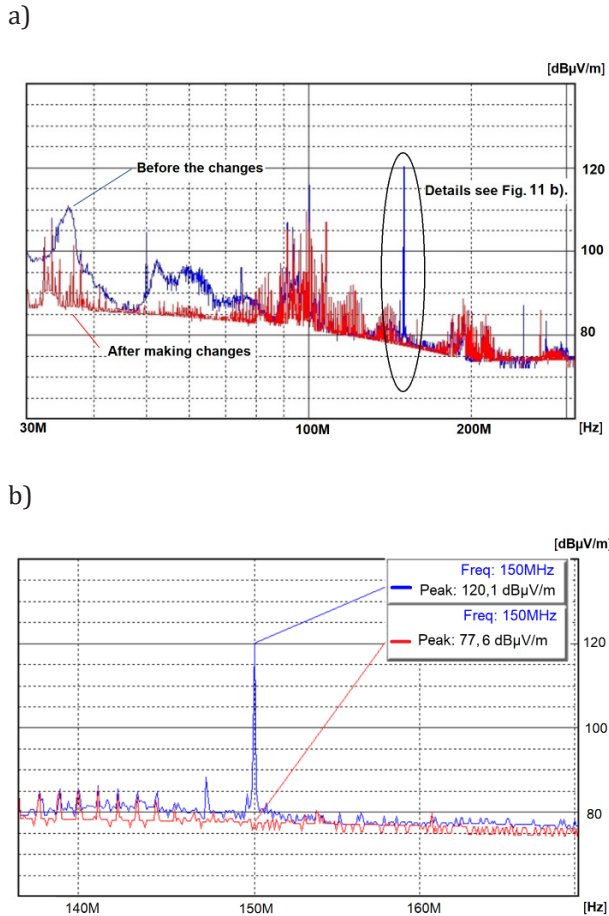 a)
[dBµV/m]
Before the changes
120
Details see Fig. 11 b).
100
After making changes
80
30M 100M 200M [Hz]
b)
[dBµV/m]
Freq: 150MHz
Peak: 120,1 dBµV/m
Freq: 150MHz
Peak: 77,6 dBµV/m
120
100
80
140M 150M 160M [Hz]